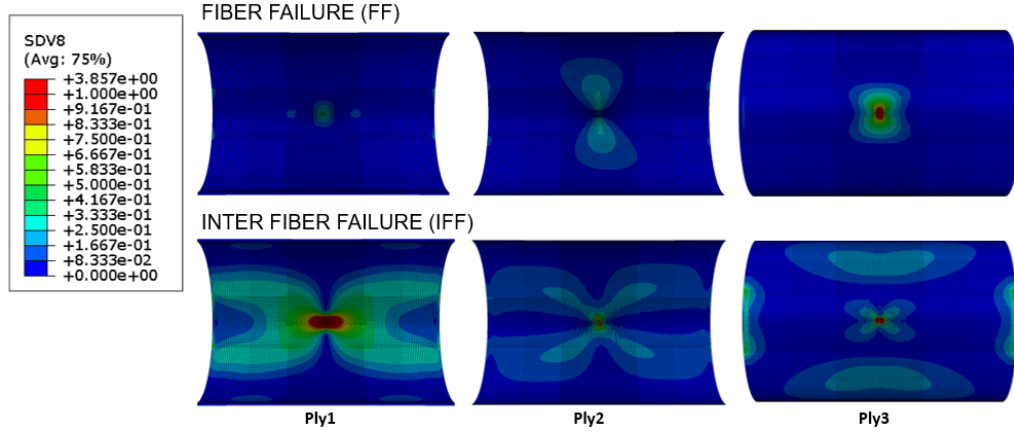 FIBER FAILURE (FF)
SDV8
(Avg: 75%)
+3.857e+00
+1.000e+00
+9.167e-01
+8.333e-01
+7.500e-01
+6.667e-01
+5.833e-01
+5.000e-01
+4.167e-01
+3.333e-01
+2.500e-01
+1.667e-01
+8.333e-02
+0.000e+00
INTER FIBER FAILURE (IFF)
Ply1 Ply2 Ply3